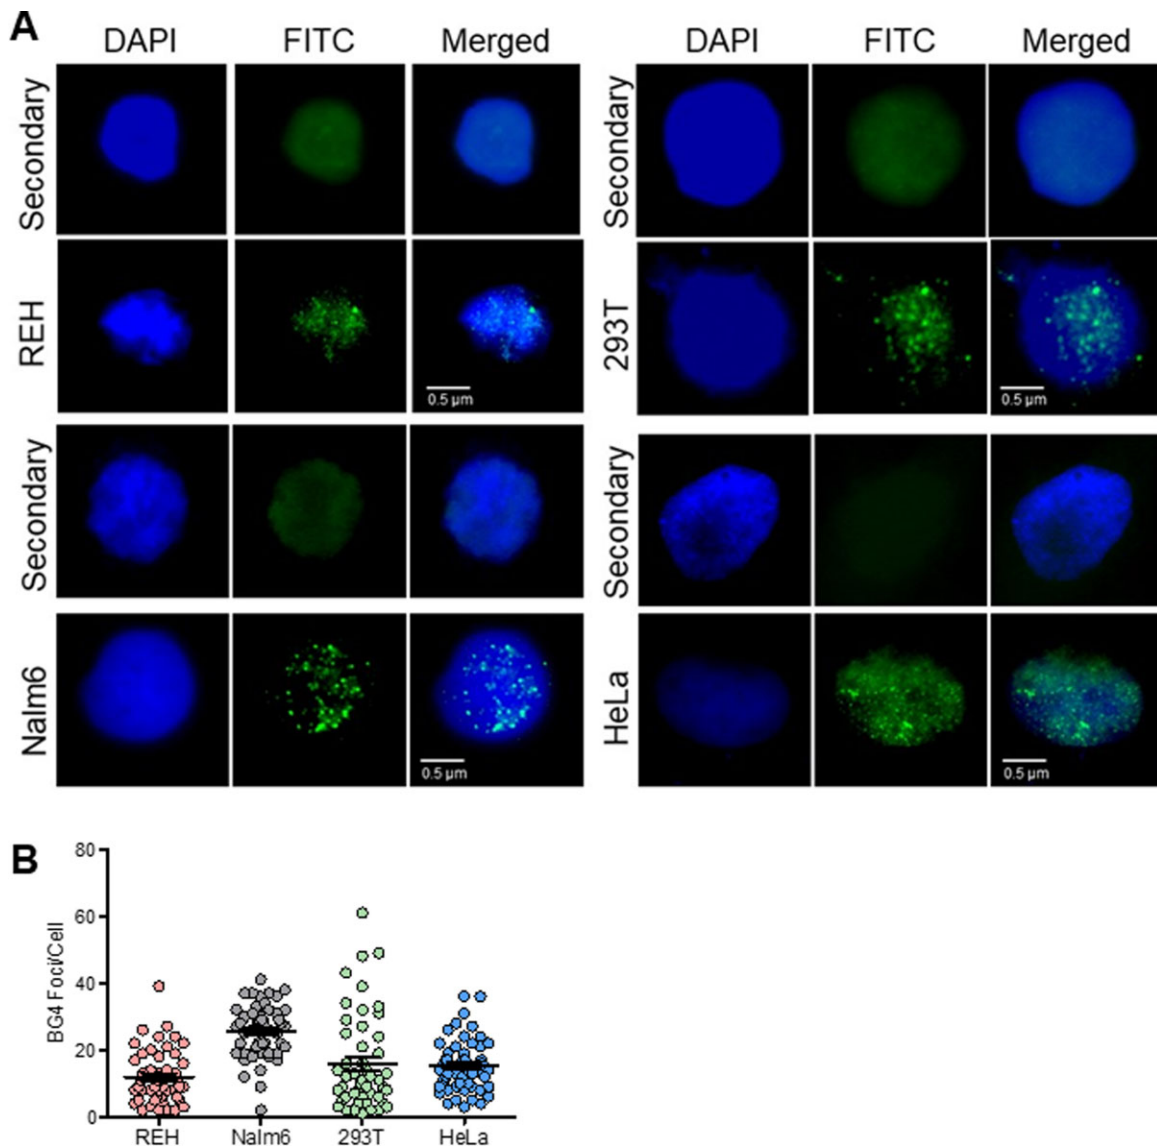 A
DAPI FITC Merged DAPI FITC Merged
Secondary Secondary
REH 293T
0.5 µm 0.5 µm
Secondary Secondary
Nalm6 HeLa
0.5 µm 0.5 µm
B
BG4 Foci/Cell
80
60
40
20
0
REH Nalm6 293T HeLa